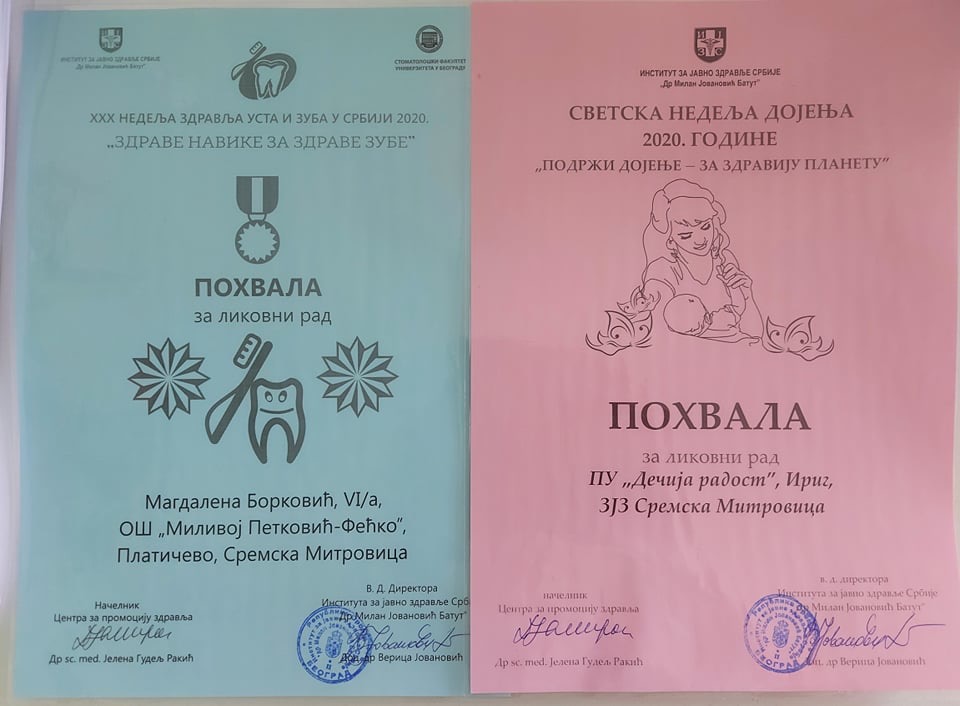 ИНСТИТУТ ЗА ЈАВНО ЗДРАВЉЕ СРБИЈЕ
„Др Милан Јовановић Батут”
СТОМАТОЛОШКИ ФАКУЛТЕТ
УНИВЕРЗИТЕТА У БЕОГРАДУ
XXX НЕДЕЉА ЗДРАВЉА УСТА И ЗУБА У СРБИЈИ 2020.
„ЗДРАВЕ НАВИКЕ ЗА ЗДРАВЕ ЗУБЕ”
ПОХВАЛА
за ликовни рад
Магдалена Борковић, VI/а,
ОШ „Миливој Петковић-Фећко”,
Платичево, Сремска Митровица
Начелник
Центра за промоцију здравља
Др sc. med. Јелена Гудељ Ракић
В. Д. Директора
Института за јавно здравље Срб
„Др Милан Јовановић Батут”
Доц. др Верица Јовановић
ИНСТИТУТ ЗА ЈАВНО ЗДРАВЉЕ СРБИЈЕ
„Др Милан Јовановић Батут”
СВЕТСКА НЕДЕЉА ДОЈЕЊА
2020. ГОДИНЕ
„ПОДРЖИ ДОЈЕЊЕ – ЗА ЗДРАВИЈУ ПЛАНЕТУ”
ПОХВАЛА
за ликовни рад
ПУ „Дечија радост”, Ириг,
ЗЈЗ Сремска Митровица
начелник
Центра за промоцију здравља
Др sc. med. Јелена Гудељ Ракић
в. д. директора
Института за јавно здравље Србије
„Др Милан Јовановић Батут”
Доц. др Верица Јовановић